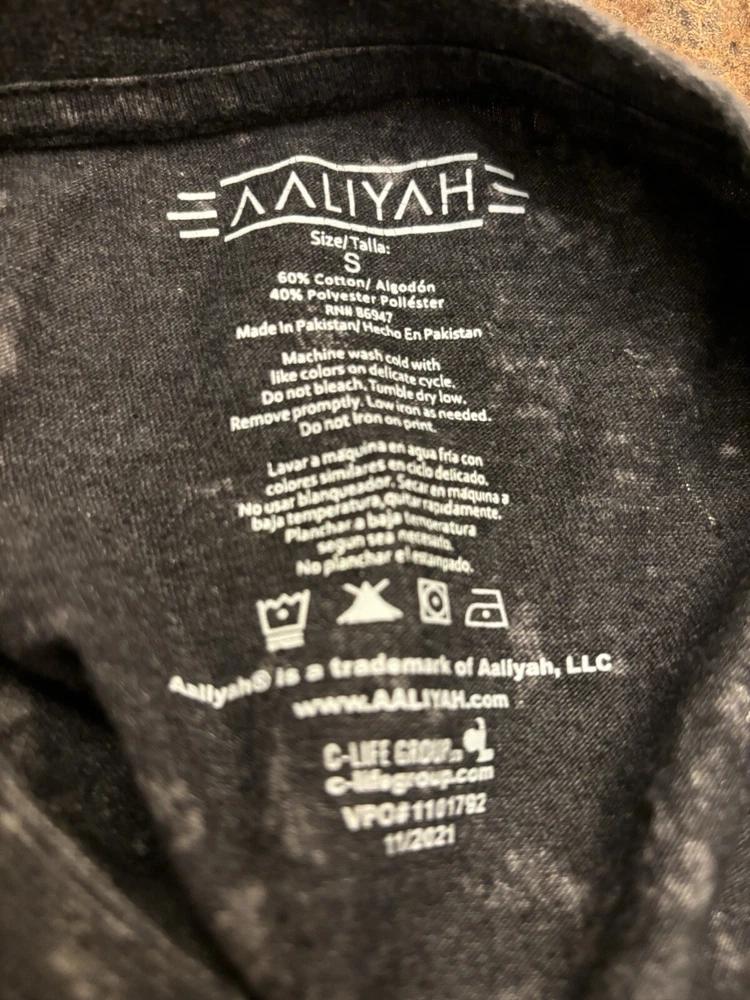 AALIYAH
Size/Talla:
S
60% Cotton/ Algodón
40% Polyester Poliéster
RN# 86947
Made In Pakistan/ Hecho En Pakistan
Machine wash cold with
like colors on delicate cycle.
Do not bleach. Tumble dry low.
Remove promptly. Low iron as needed.
Do not iron on print.
Lavar a maquina en agua fría con
colores similares en ciclo delicado.
No usar blanqueador. Secar en máquina a
baja temperatura, quitar rapidamente.
Planchar a baja temperatura
segun sea necesario.
No planchar el estampado.
Aaliyah® is a trademark of Aaliyah, LLC
www.AALIYAH.com
C-LIFE GROUP
c-lifegroup.com
VPO#1101792
11/2021